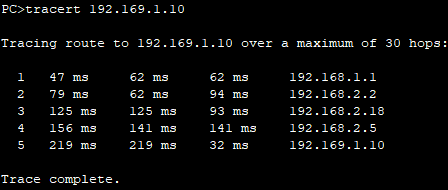 PC>tracert 192.169.1.10
Tracing route to 192.169.1.10 over a maximum of 30 hops:
1 47 ms 62 ms 62 ms 192.168.1.1
2 79 ms 62 ms 94 ms 192.168.2.2
3 125 ms 125 ms 93 ms 192.168.2.18
4 156 ms 141 ms 141 ms 192.168.2.5
5 219 ms 219 ms 32 ms 192.169.1.10
Trace complete.